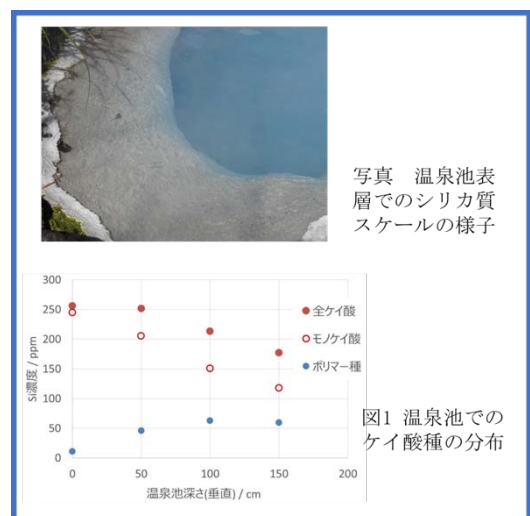 写真 温泉池表
層でのシリカ質
スケールの様子
300
250
200
150
100
50
0
Si濃度 / ppm
全ケイ酸
モノケイ酸
ポリマー種
0 50 100 150 200
温泉池深さ(垂直) / cm
図1 温泉池での
ケイ酸種の分布